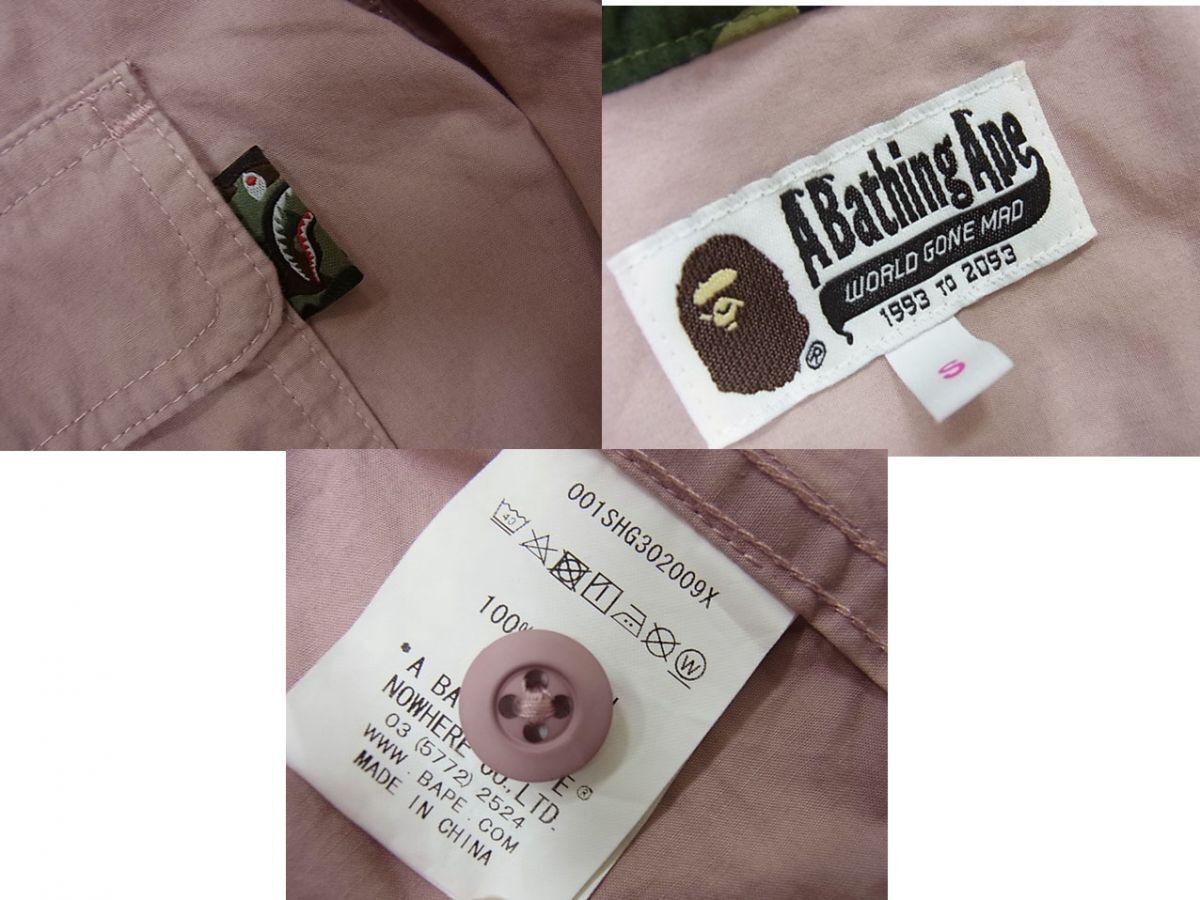 A Bathing Ape
WORLD GONE MAD
1993 TO 2093
®
S
001SHG302009X
40
W
100%
* A BA E®
NOWHERE CO., LTD.
03 (5772) 2524
WWW. BAPE. COM
MADE IN CHINA